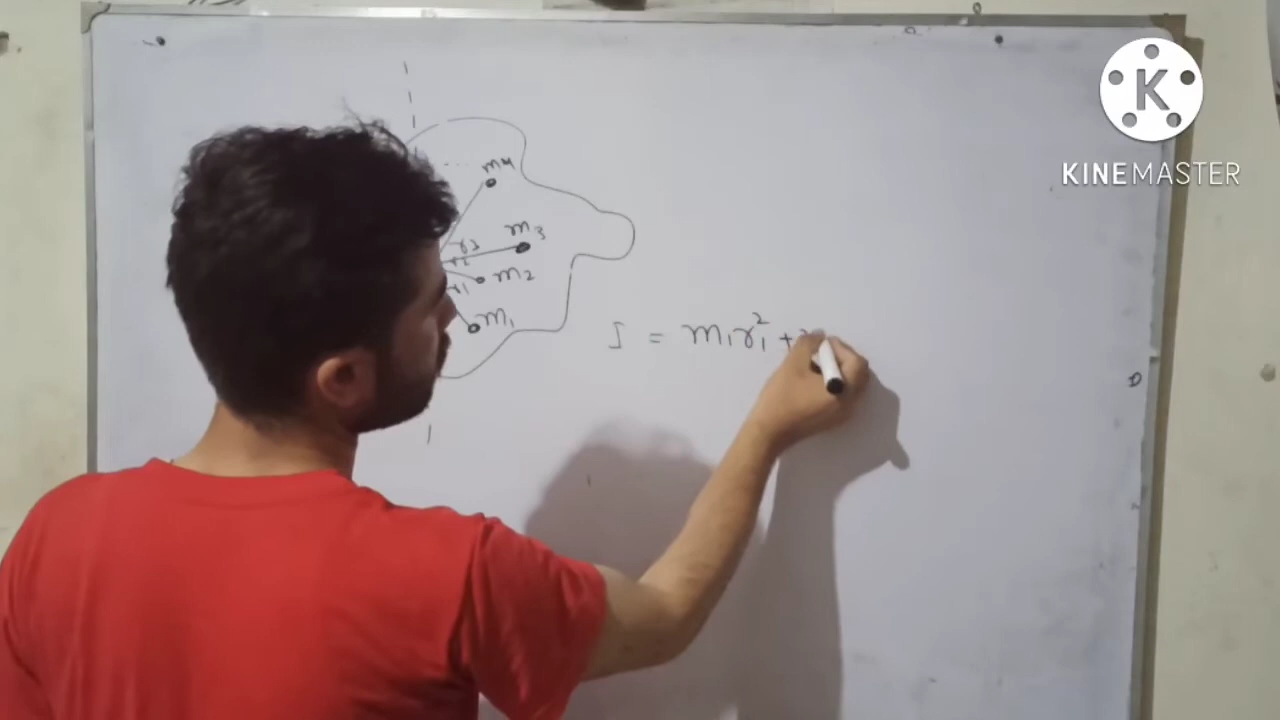 K
KINEMASTER
m4
r3 m3
r2
r1 m2
m1
I = m₁r₁² +